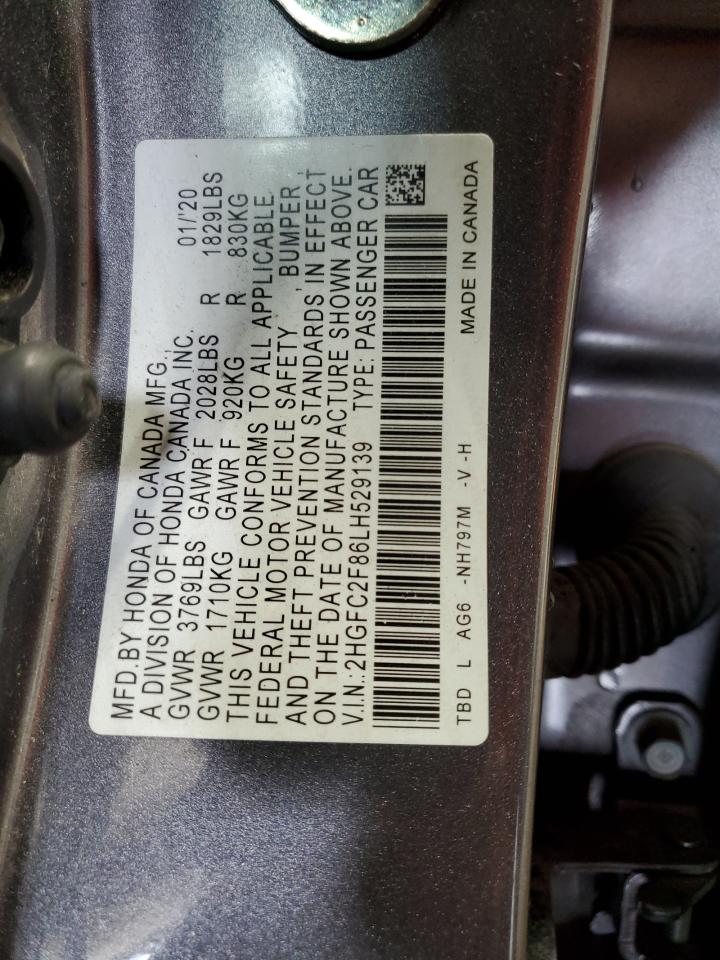 MFD.BY HONDA OF CANADA MFG.,
A DIVISION OF HONDA CANADA INC. 01/'20
GVWR 3769LBS GAWR F 2028LBS R 1829LBS
GVWR 1710KG GAWR F 920KG R 830KG
THIS VEHICLE CONFORMS TO ALL APPLICABLE
FEDERAL MOTOR VEHICLE SAFETY , BUMPER ,
AND THEFT PREVENTION STANDARDS IN EFFECT
ON THE DATE OF MANUFACTURE SHOWN ABOVE.
V.I.N.:2HGFC2F86LH529139 TYPE: PASSENGER CAR
TBD L AG6 -NH797M -V -H MADE IN CANADA